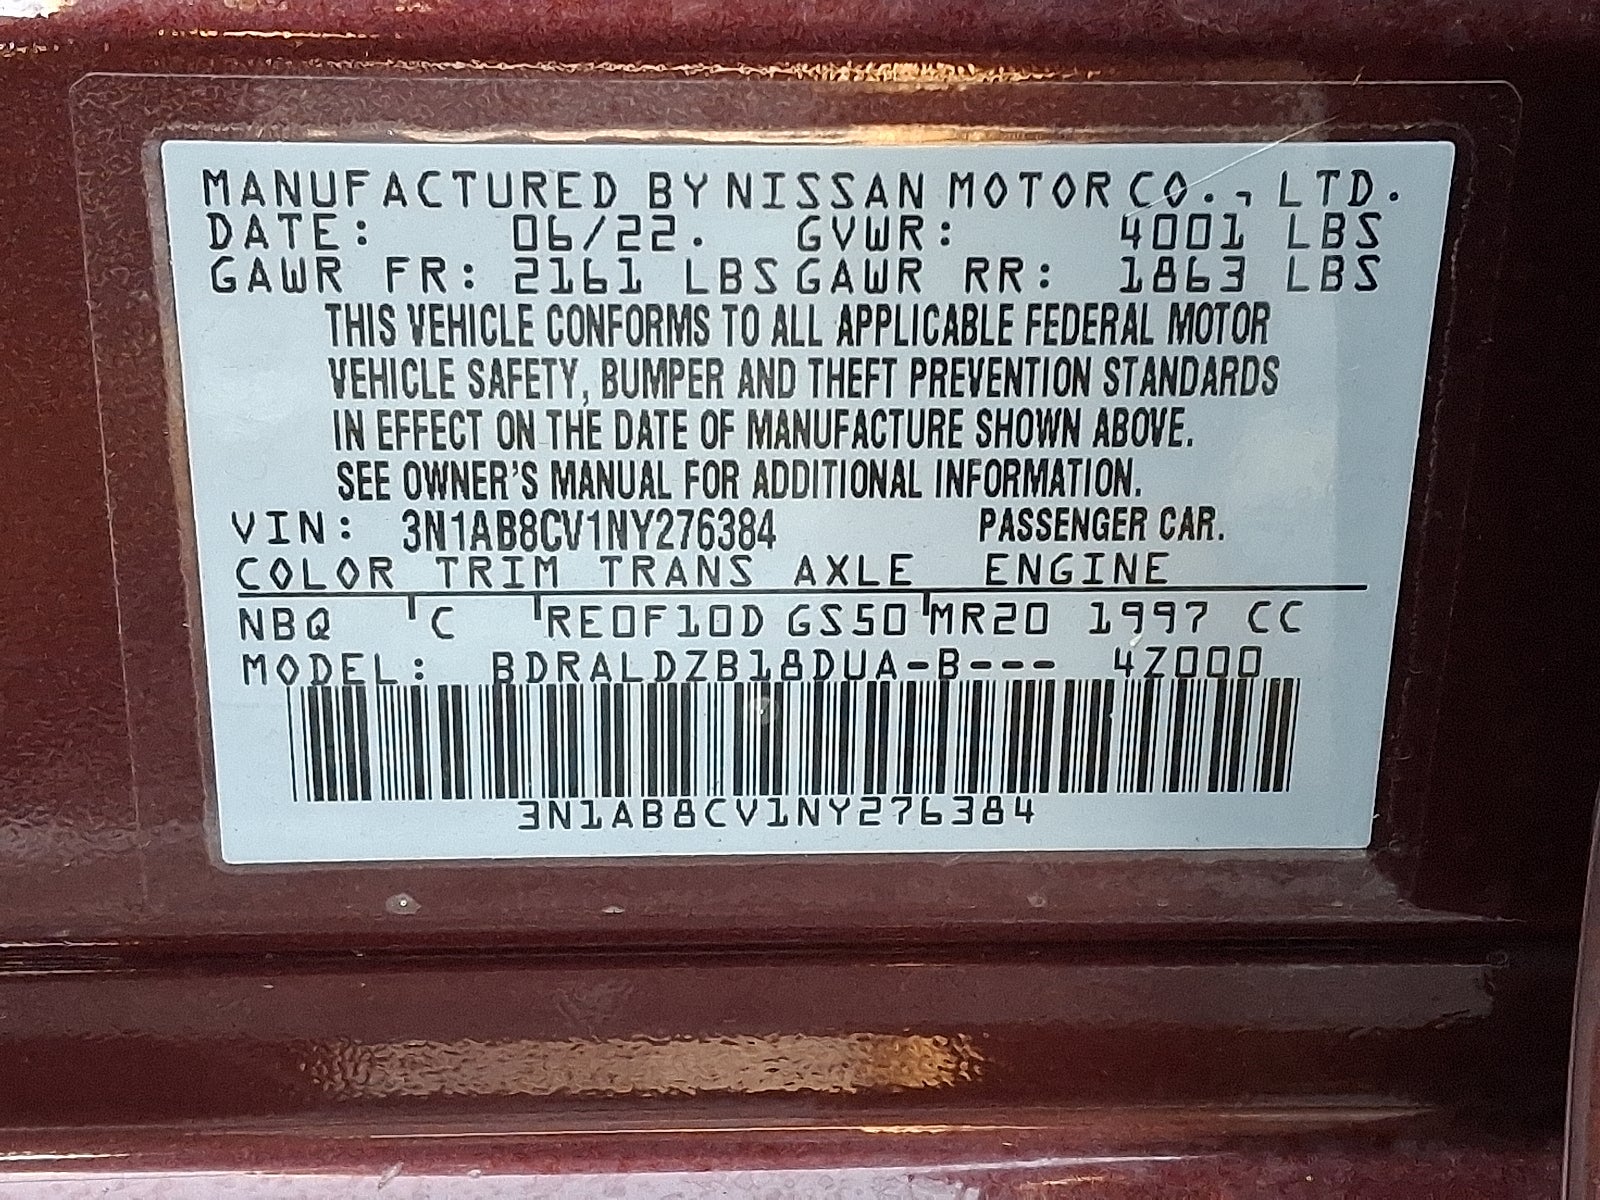 MANUFACTURED BY NISSAN MOTOR CO., LTD.
DATE: 06/22. GVWR: 4001 LBS
GAWR FR: 2161 LBS GAWR RR: 1863 LBS
THIS VEHICLE CONFORMS TO ALL APPLICABLE FEDERAL MOTOR
VEHICLE SAFETY, BUMPER AND THEFT PREVENTION STANDARDS
IN EFFECT ON THE DATE OF MANUFACTURE SHOWN ABOVE.
SEE OWNER'S MANUAL FOR ADDITIONAL INFORMATION.
VIN: 3N1AB8CV1NY276384 PASSENGER CAR.
COLOR TRIM TRANS AXLE ENGINE
NBQ C RE0F10D GS50 MR20 1997 CC
MODEL: BDRALDZB18DUA-B--- 4Z000
3N1AB8CV1NY276384